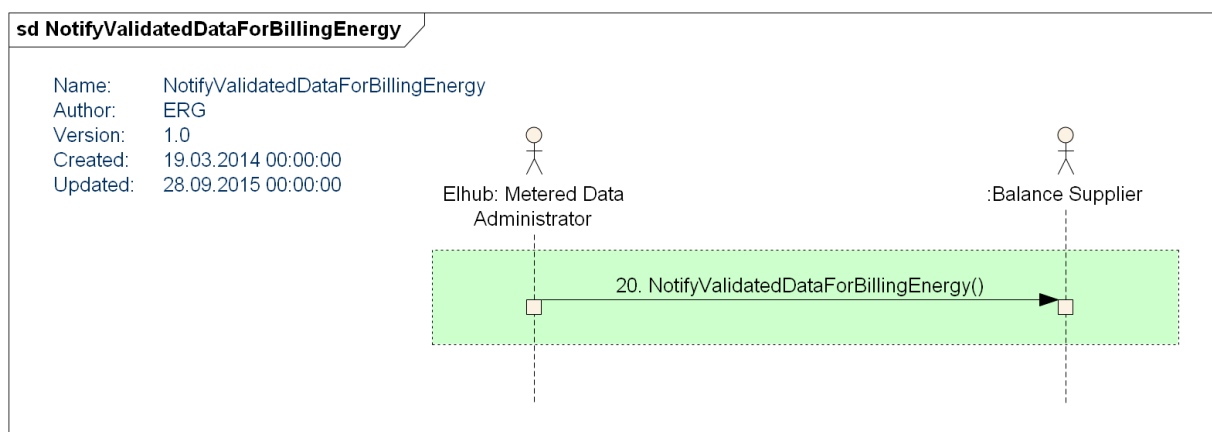 sd NotifyValidatedDataForBillingEnergy
Name: NotifyValidatedDataForBillingEnergy
Author: ERG
Version: 1.0
Created: 19.03.2014 00:00:00
Updated: 28.09.2015 00:00:00
Elhub: Metered Data
Administrator
:Balance Supplier
20. NotifyValidatedDataForBillingEnergy()